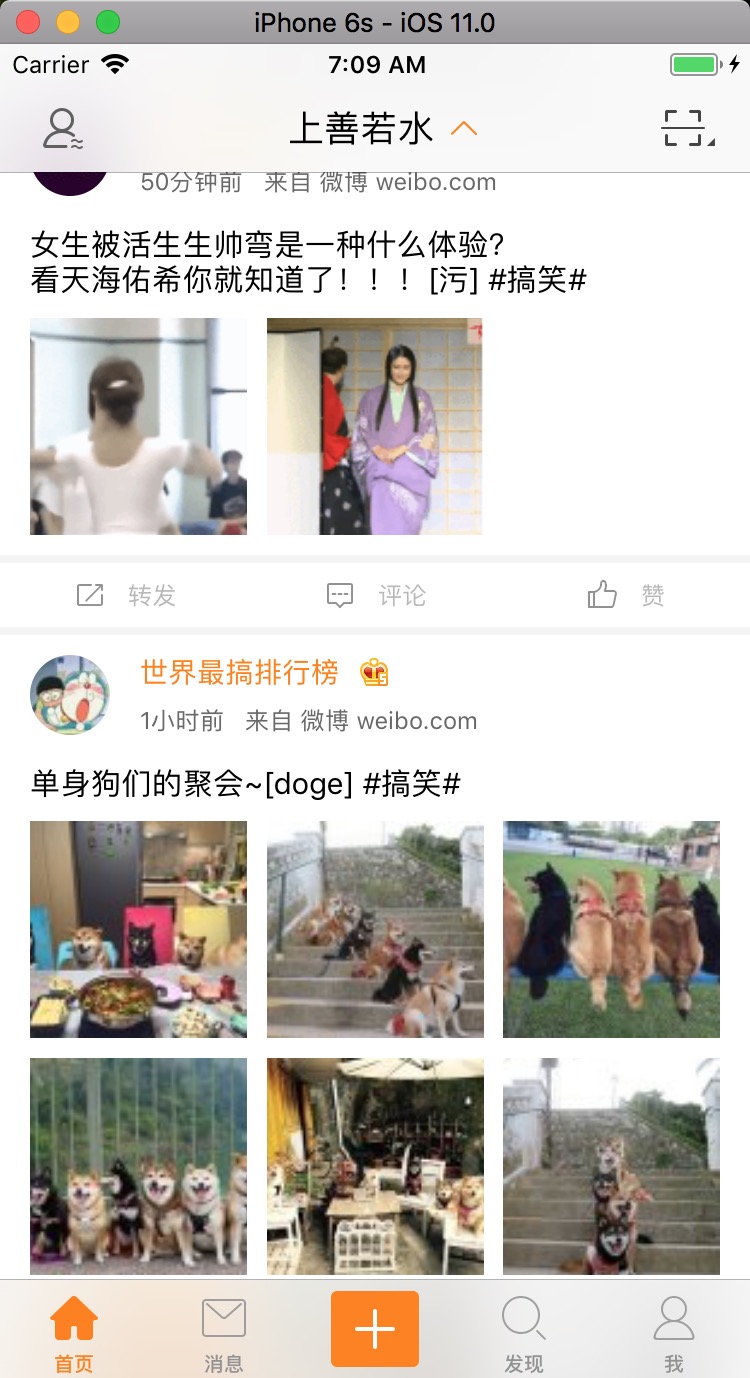 iPhone 6s - iOS 11.0
Carrier 7:09 AM
上善若水
50分钟前 来自 微博 weibo.com
女生被活生生帅弯是一种什么体验?
看天海佑希你就知道了！！！[污] #搞笑#
转发 评论 赞
世界最搞排行榜
1小时前 来自 微博 weibo.com
单身狗们的聚会~[doge] #搞笑#
首页 消息 发现 我